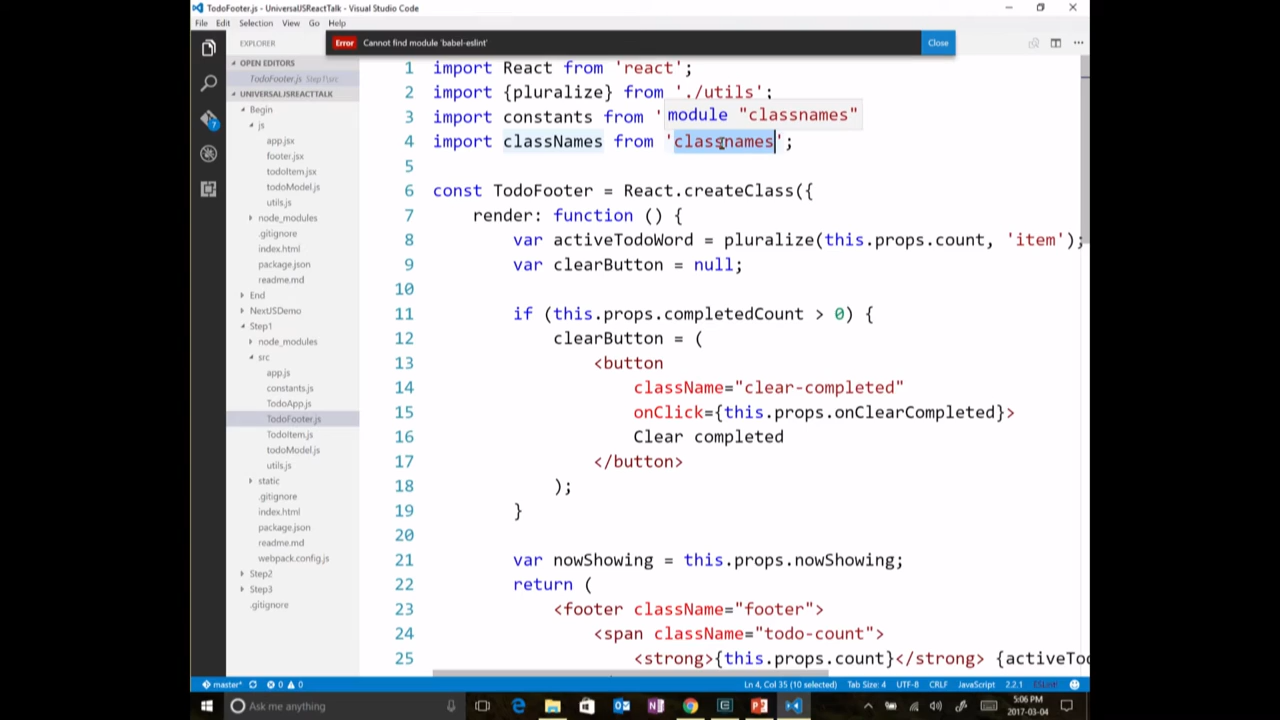 TodoFooter.js - UniversalJSReactTalk - Visual Studio Code
File Edit Selection View Go Help
EXPLORER
Error Cannot find module 'babel-eslint'
Close
OPEN EDITORS
TodoFooter.js Step1\src
UNIVERSALJSREACTTALK
Begin
js
app.jsx
footer.jsx
todoItem.jsx
todoModel.js
utils.js
node_modules
.gitignore
index.html
package.json
readme.md
End
NextJSDemo
Step1
node_modules
src
app.js
constants.js
TodoApp.js
TodoFooter.js
TodoItem.js
todoModel.js
utils.js
static
.gitignore
index.html
package.json
readme.md
webpack.config.js
Step2
Step3
.gitignore
1 import React from 'react';
2 import {pluralize} from './utils';
3 import constants from '
module "classnames"
4 import classNames from 'classnames';
5
6 const TodoFooter = React.createClass({
7 render: function () {
8 var activeTodoWord = pluralize(this.props.count, 'item');
9 var clearButton = null;
10
11 if (this.props.completedCount > 0) {
12 clearButton = (
13 <button
14 className="clear-completed"
15 onClick={this.props.onClearCompleted}>
16 Clear completed
17 </button>
18 );
19 }
20
21 var nowShowing = this.props.nowShowing;
22 return (
23 <footer className="footer">
24 <span className="todo-count">
25 <strong>{this.props.count}</strong> {activeTod
master* 0 0
Ln 4, Col 35 (10 selected) Tab Size: 4 UTF-8 CRLF JavaScript 2.2.1 ESLint
Ask me anything
5:06 PM
2017-03-04